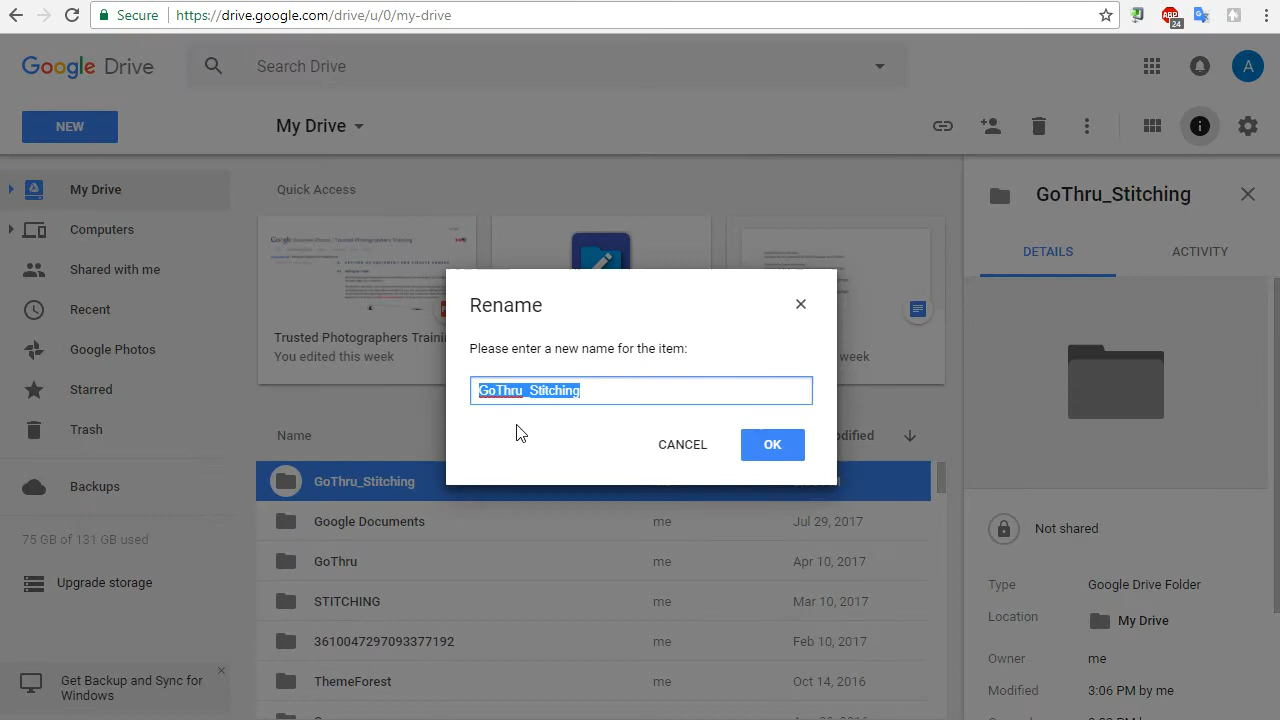 Secure
https://drive.google.com/drive/u/0/my-drive
24
Google Drive
Search Drive
A
NEW
My Drive
My Drive
Computers
Shared with me
Recent
Google Photos
Starred
Trash
Backups
75 GB of 131 GB used
Upgrade storage
Get Backup and Sync for
Windows
Quick Access
Trusted Photographers Training
Trusted Photographers Traini
You edited this week
week
Name
odified
GoThru_Stitching
Google Documents me Jul 29, 2017
GoThru me Apr 10, 2017
STITCHING me Mar 10, 2017
3610047297093377192 me Feb 10, 2017
ThemeForest me Oct 14, 2016
Rename
Please enter a new name for the item:
GoThru_Stitching
CANCEL
OK
GoThru_Stitching
DETAILS
ACTIVITY
Not shared
Type Google Drive Folder
Location My Drive
Owner me
Modified 3:06 PM by me